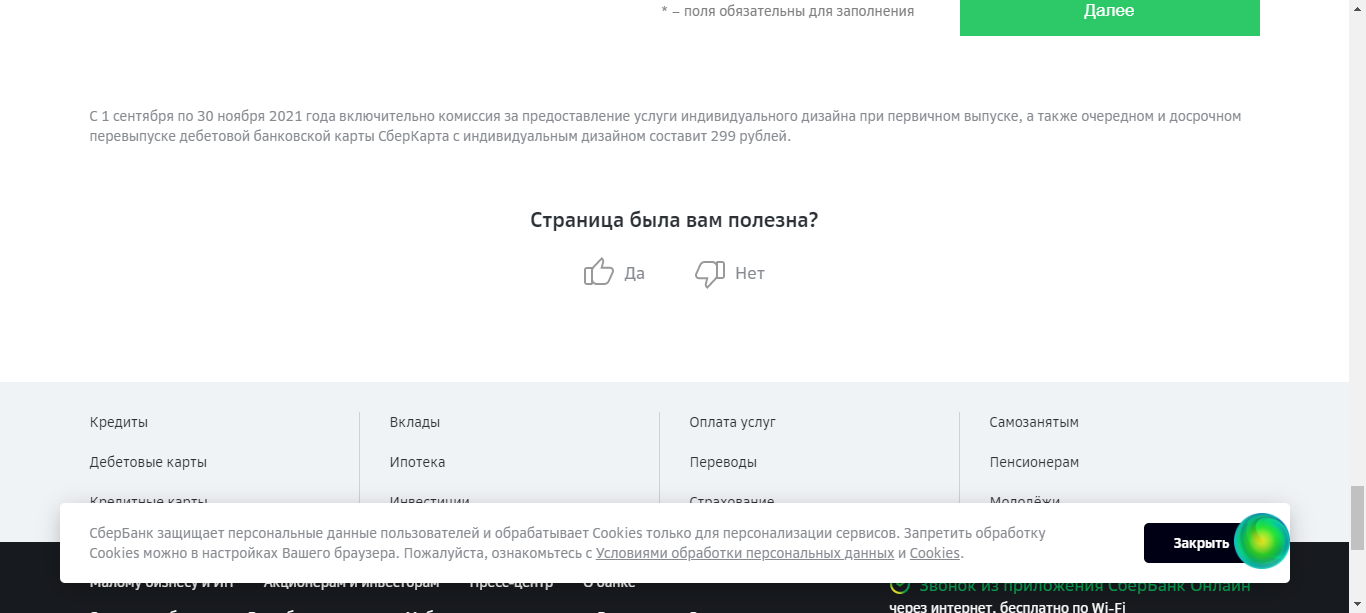 * – поля обязательны для заполнения
Далее
С 1 сентября по 30 ноября 2021 года включительно комиссия за предоставление услуги индивидуального дизайна при первичном выпуске, а также очередном и досрочном
перевыпуске дебетовой банковской карты СберКарта с индивидуальным дизайном составит 299 рублей.
Страница была вам полезна?
Да
Нет
Кредиты
Вклады
Оплата услуг
Самозанятым
Дебетовые карты
Ипотека
Переводы
Пенсионерам
Кредитные карты
Инвестиции
Страхование
Молодёжи
СберБанк защищает персональные данные пользователей и обрабатывает Cookies только для персонализации сервисов. Запретить обработку
Cookies можно в настройках Вашего браузера. Пожалуйста, ознакомьтесь с Условиями обработки персональных данных и Cookies.
Закрыть
Малому бизнесу и ИП
Акционерам и инвесторам
Пресс-центр
О банке
Звонок из приложения СберБанк Онлайн
через интернет, бесплатно по Wi-Fi